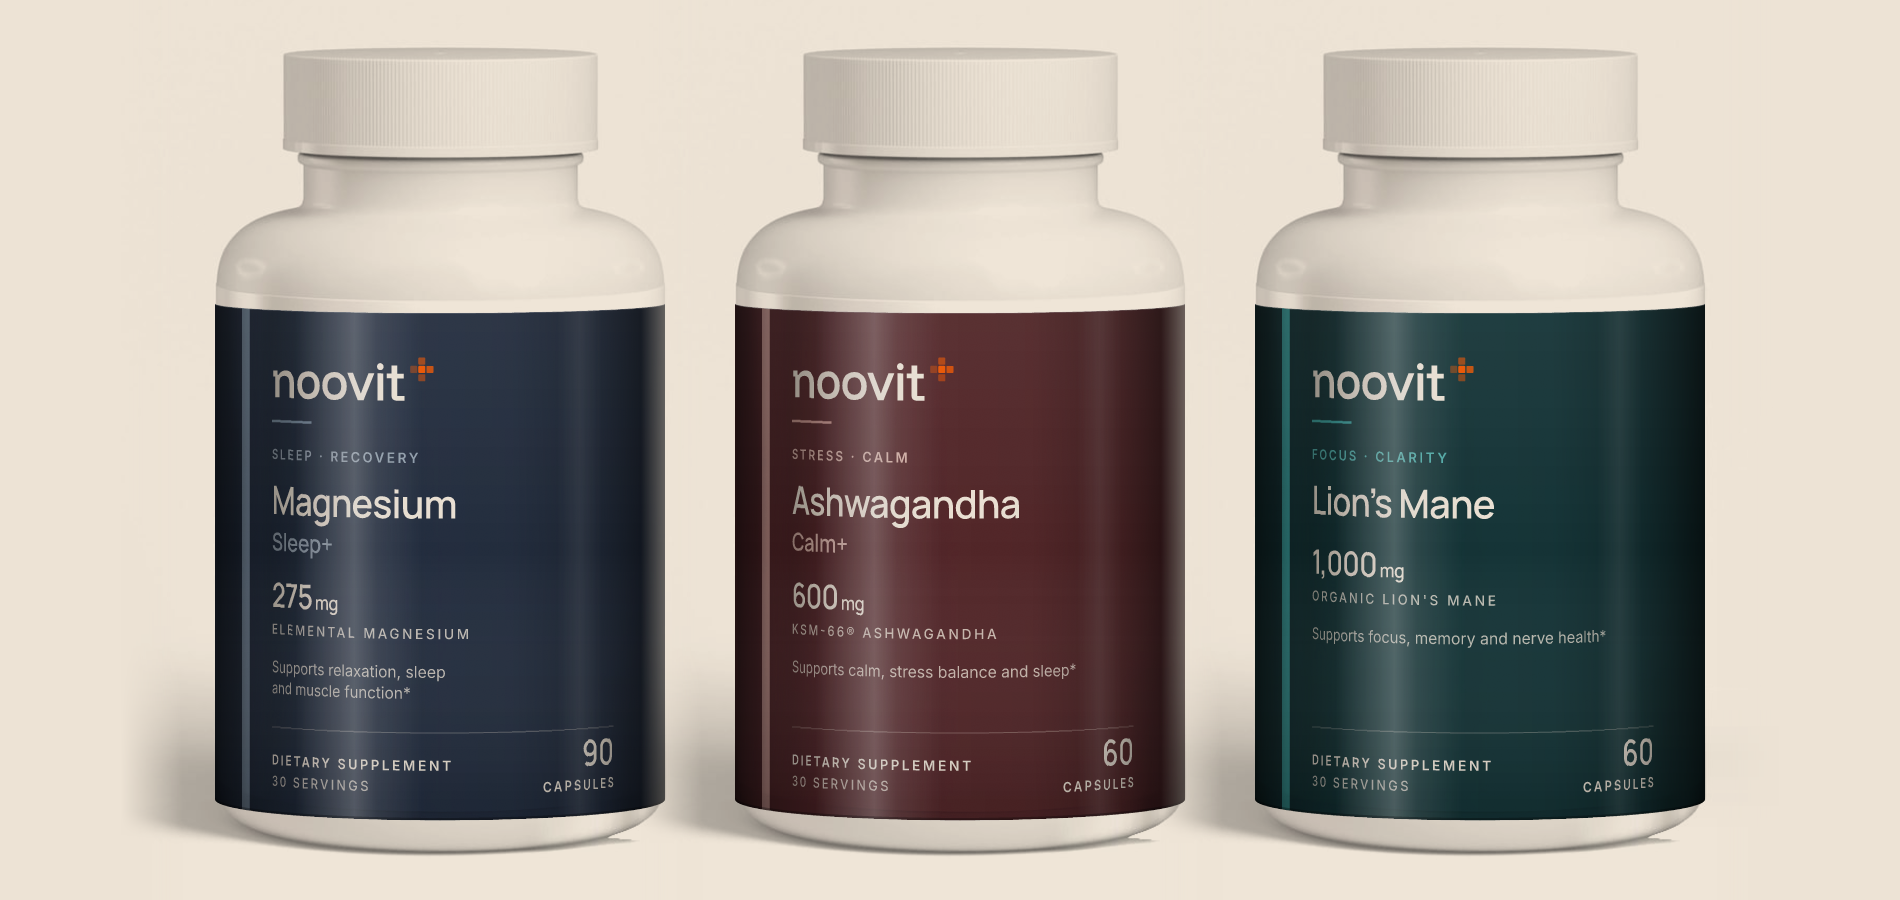 noovit
SLEEP · RECOVERY
Magnesium
Sleep+
275 mg
ELEMENTAL MAGNESIUM
Supports relaxation, sleep
and muscle function*
DIETARY SUPPLEMENT
30 SERVINGS
90
CAPSULES
noovit
STRESS · CALM
Ashwagandha
Calm+
600 mg
KSM-66® ASHWAGANDHA
Supports calm, stress balance and sleep*
DIETARY SUPPLEMENT
30 SERVINGS
60
CAPSULES
noovit
FOCUS · CLARITY
Lion’s Mane
1,000 mg
ORGANIC LION'S MANE
Supports focus, memory and nerve health*
DIETARY SUPPLEMENT
30 SERVINGS
60
CAPSULES